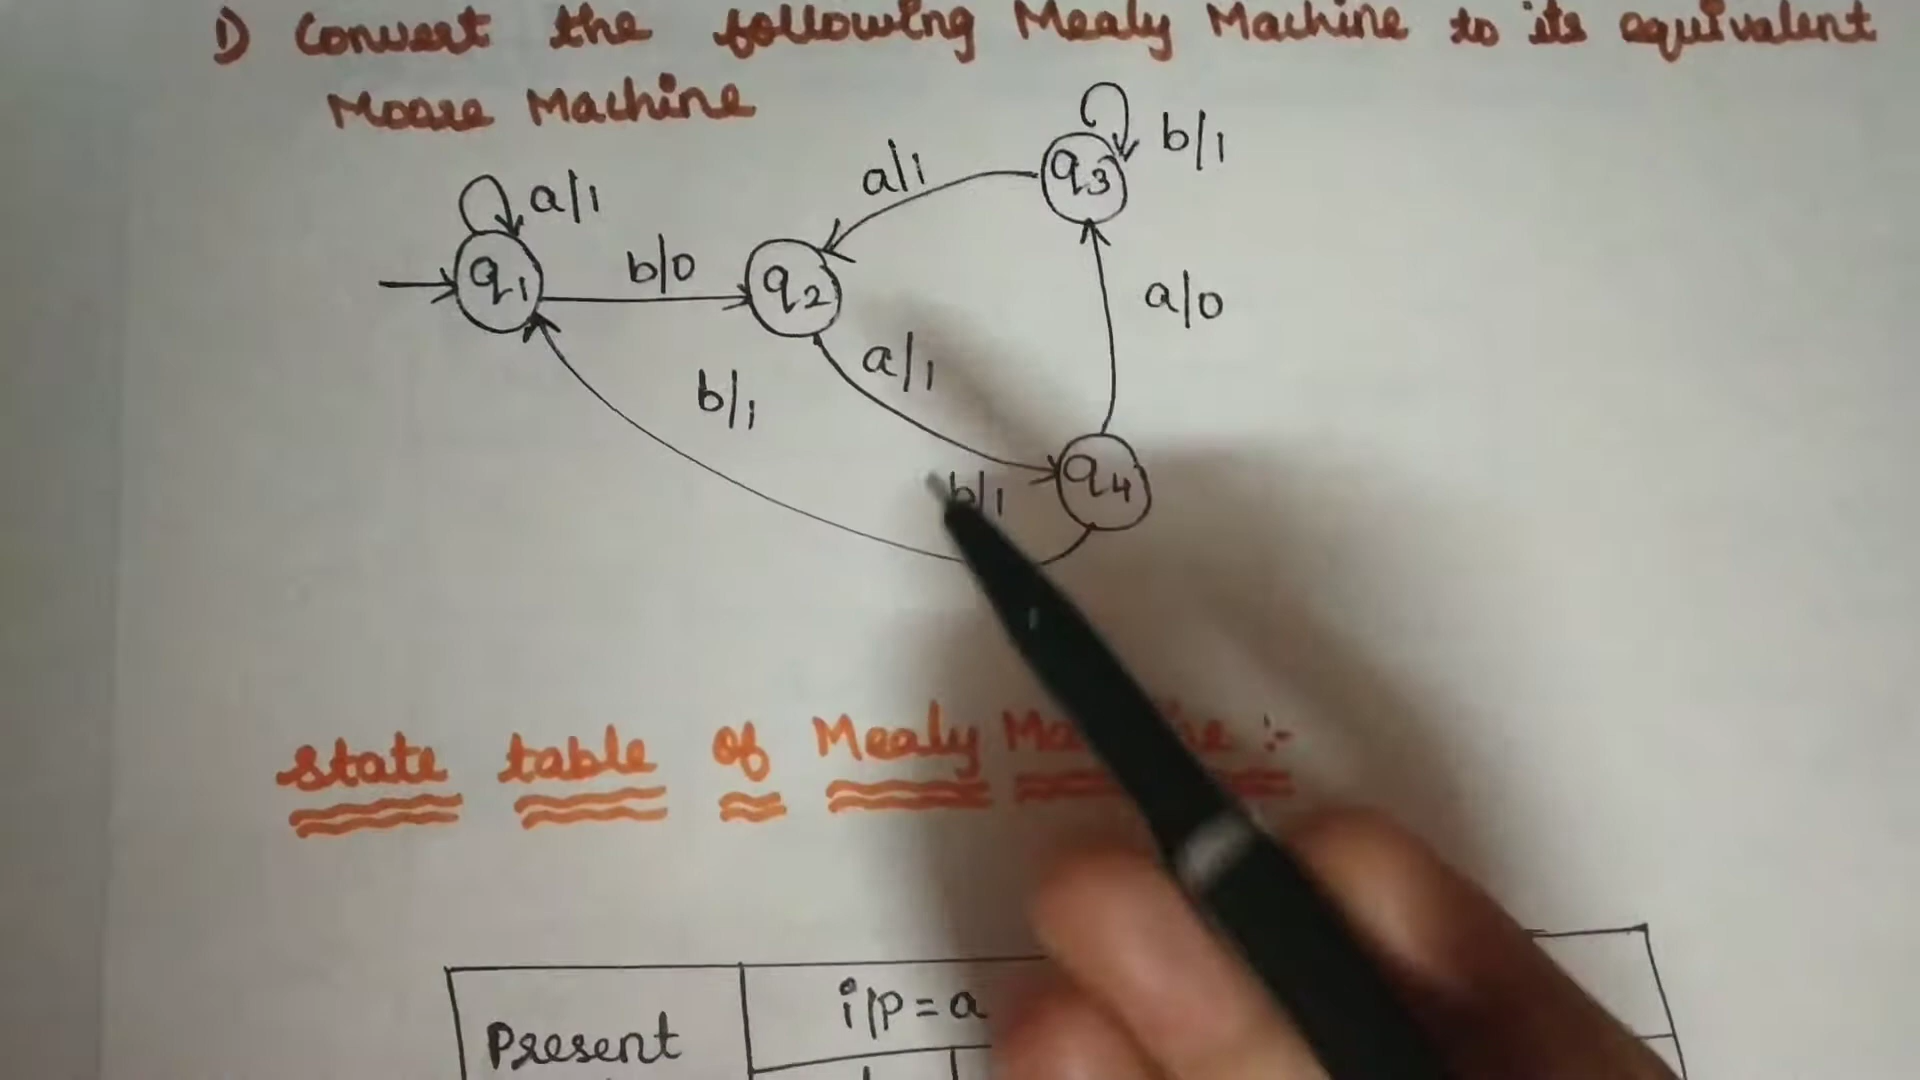 1) Convert the following Mealy Machine to its equivalent
Moore Machine
b/1
a/1
q3
a/1
b/0
q1
q2
a/0
a/1
b/1
q4
b/1
State table of Mealy :-
i/p = a
Present